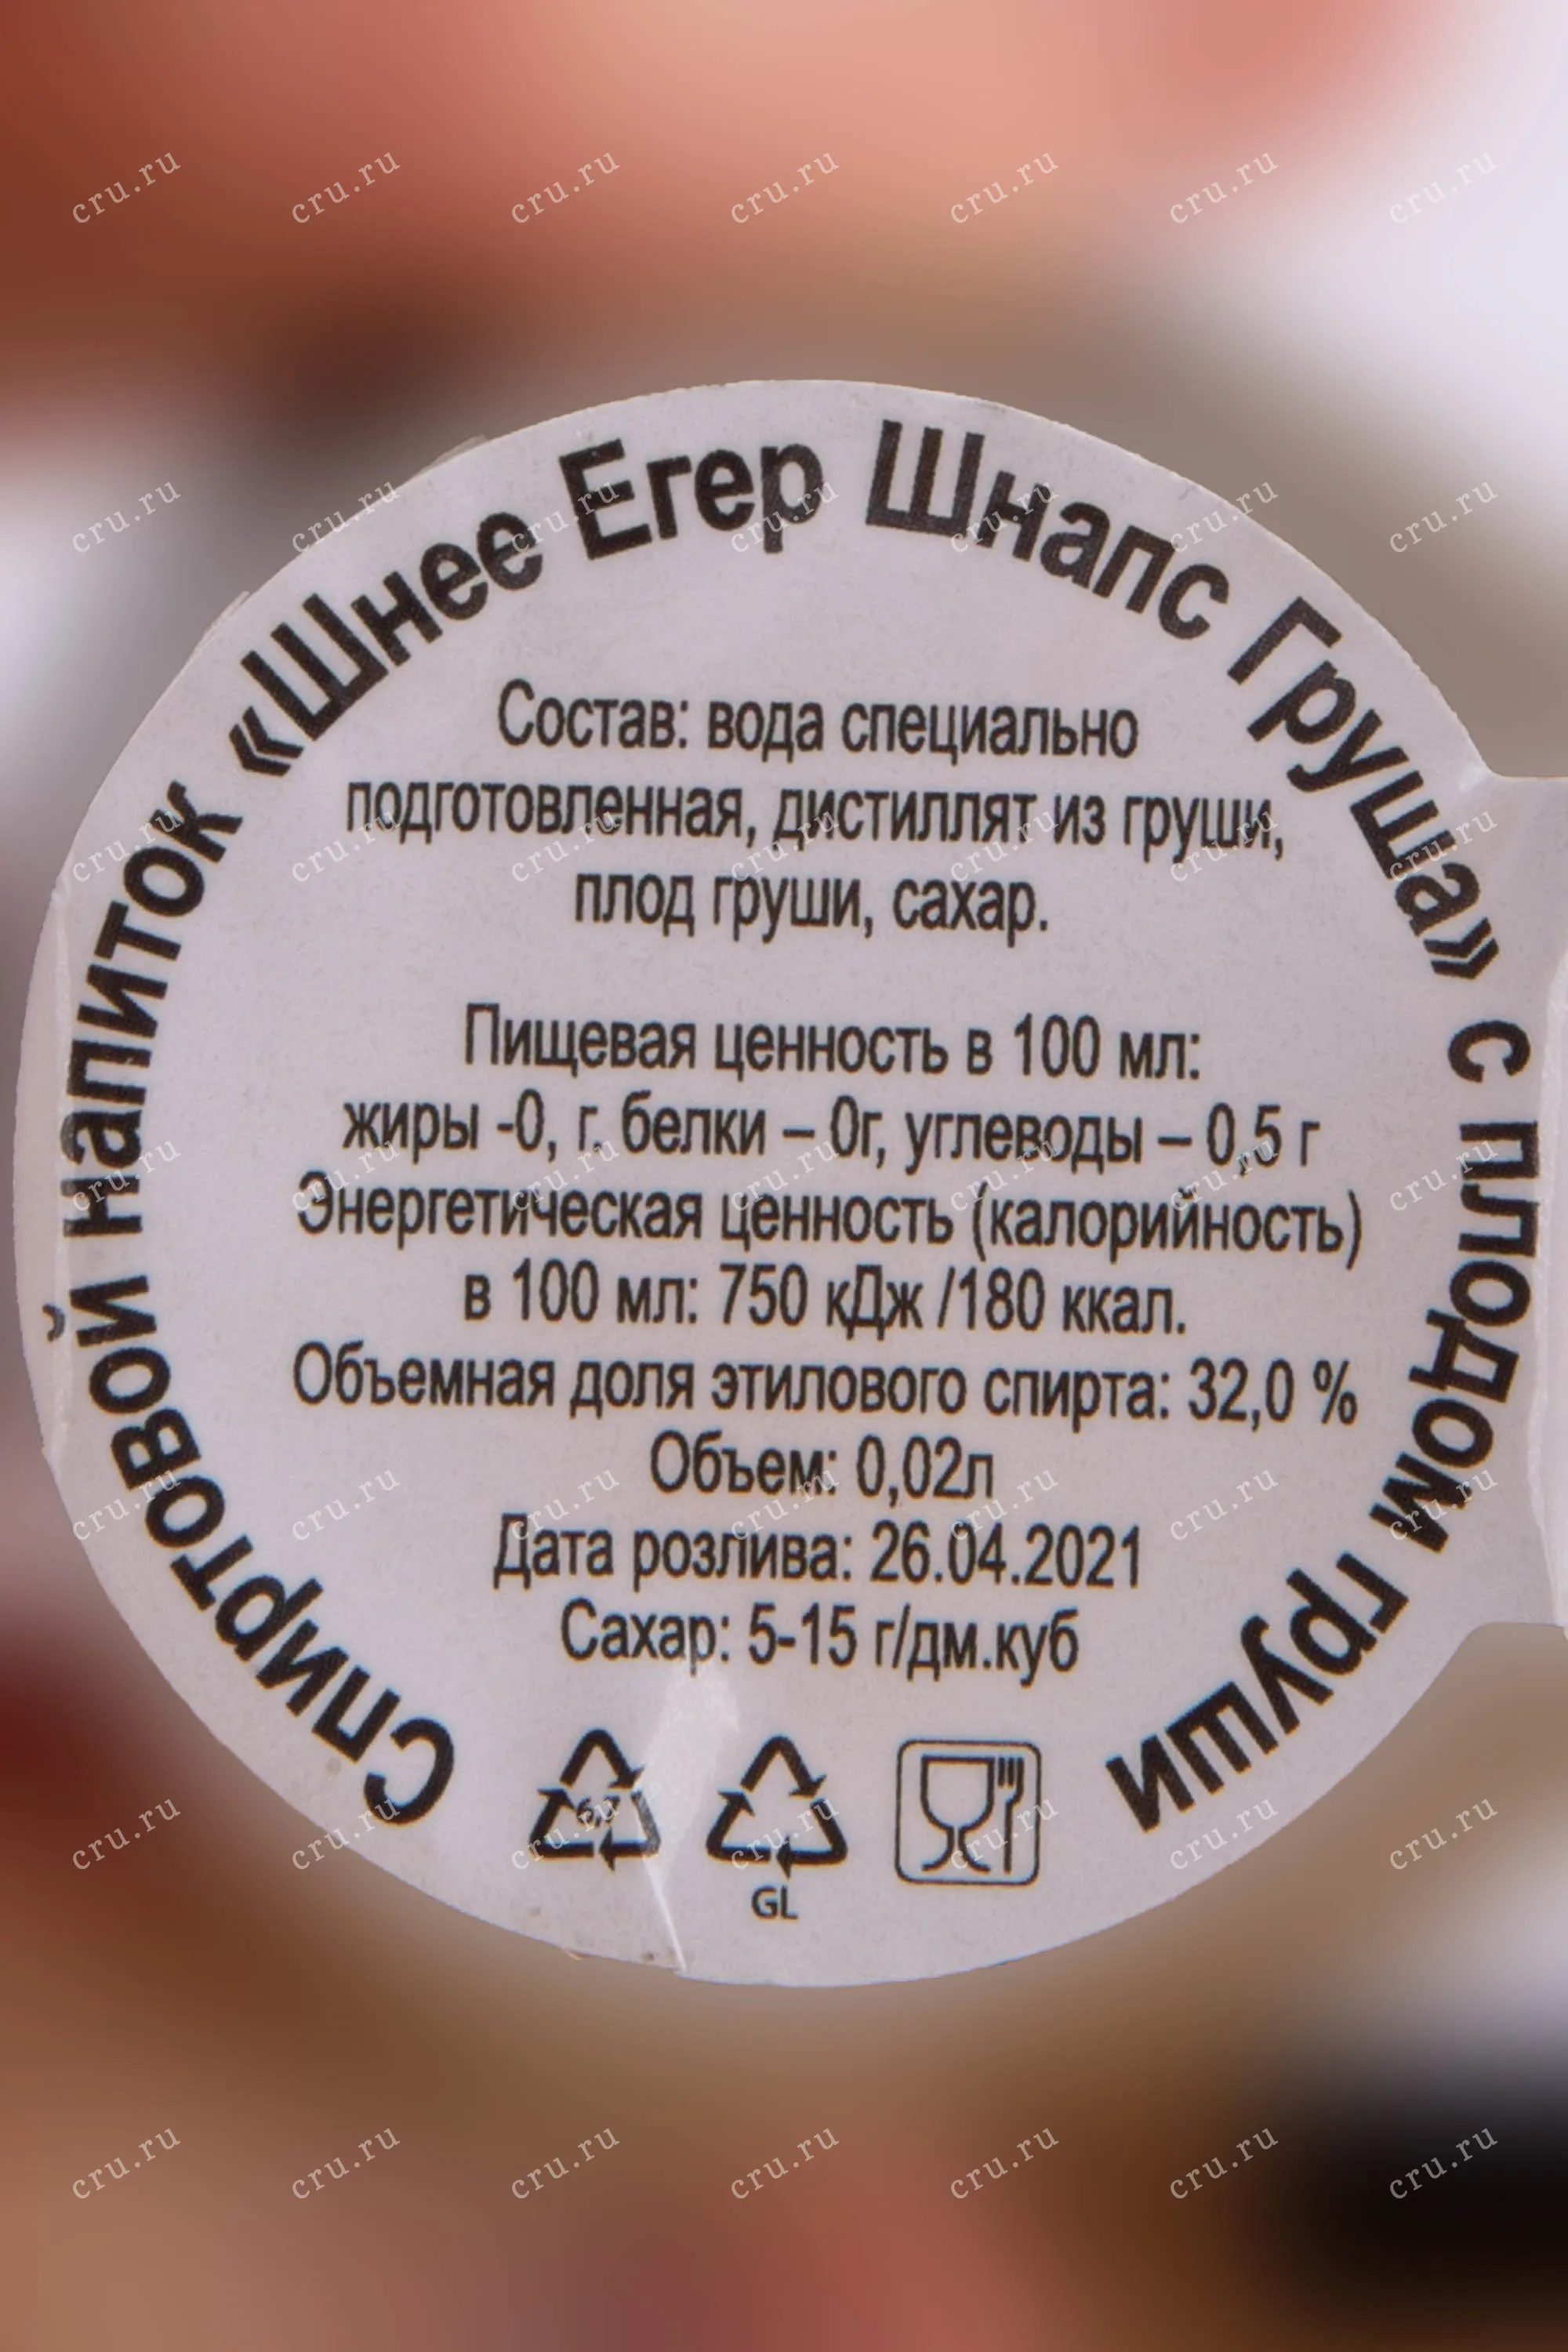 Спиртовой напиток «Шнее Егер Шнапс Груша» с плодом груши
Состав: вода специально
подготовленная, дистиллят из груши,
плод груши, сахар.
Пищевая ценность в 100 мл:
жиры -0, г. белки – 0г, углеводы – 0,5 г
Энергетическая ценность (калорийность)
в 100 мл: 750 кДж /180 ккал.
Объемная доля этилового спирта: 32,0 %
Объем: 0,02л
Дата розлива: 26.04.2021
Сахар: 5-15 г/дм.куб
GL
cru.ru